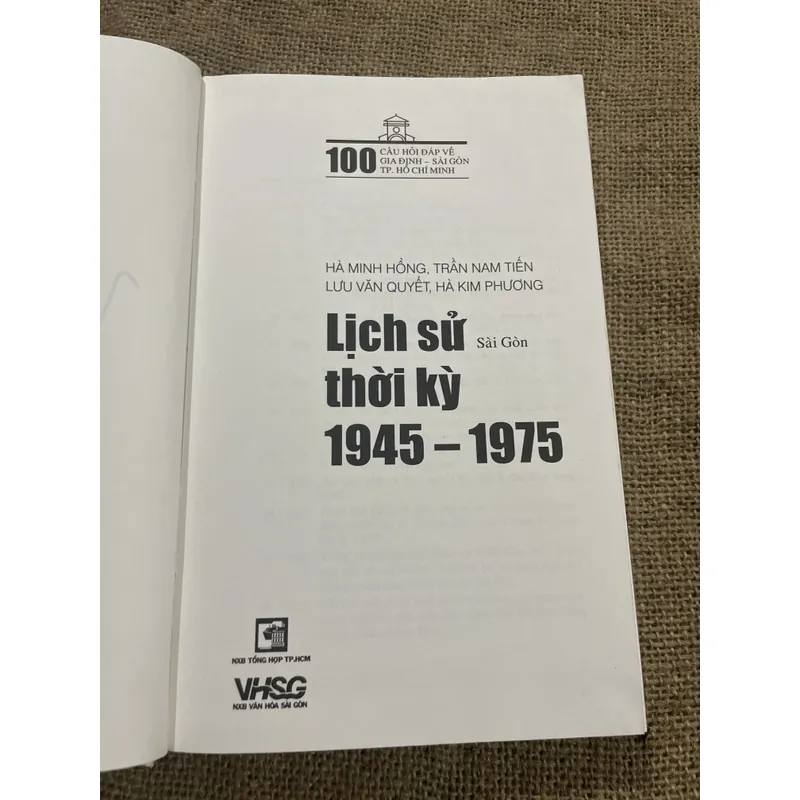 100 CÂU HỎI ĐÁP VỀ
GIA ĐỊNH – SÀI GÒN
TP. HỒ CHÍ MINH
HÀ MINH HỒNG, TRẦN NAM TIẾN
LƯU VĂN QUYẾT, HÀ KIM PHƯƠNG
Lịch sử Sài Gòn
thời kỳ
1945 – 1975
NXB TỔNG HỢP TP.HCM
VHSG
NXB VĂN HÓA SÀI GÒN